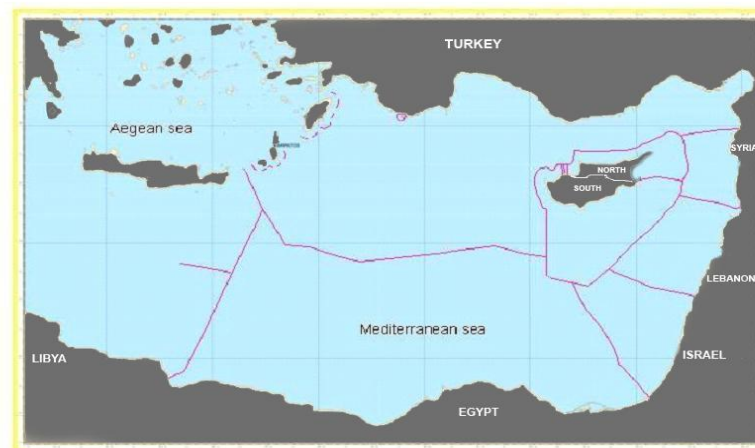 TURKEY
Aegean sea
SYRIA
NORTH
SOUTH
LEBANON
Mediterranean sea
LIBYA
ISRAEL
EGYPT